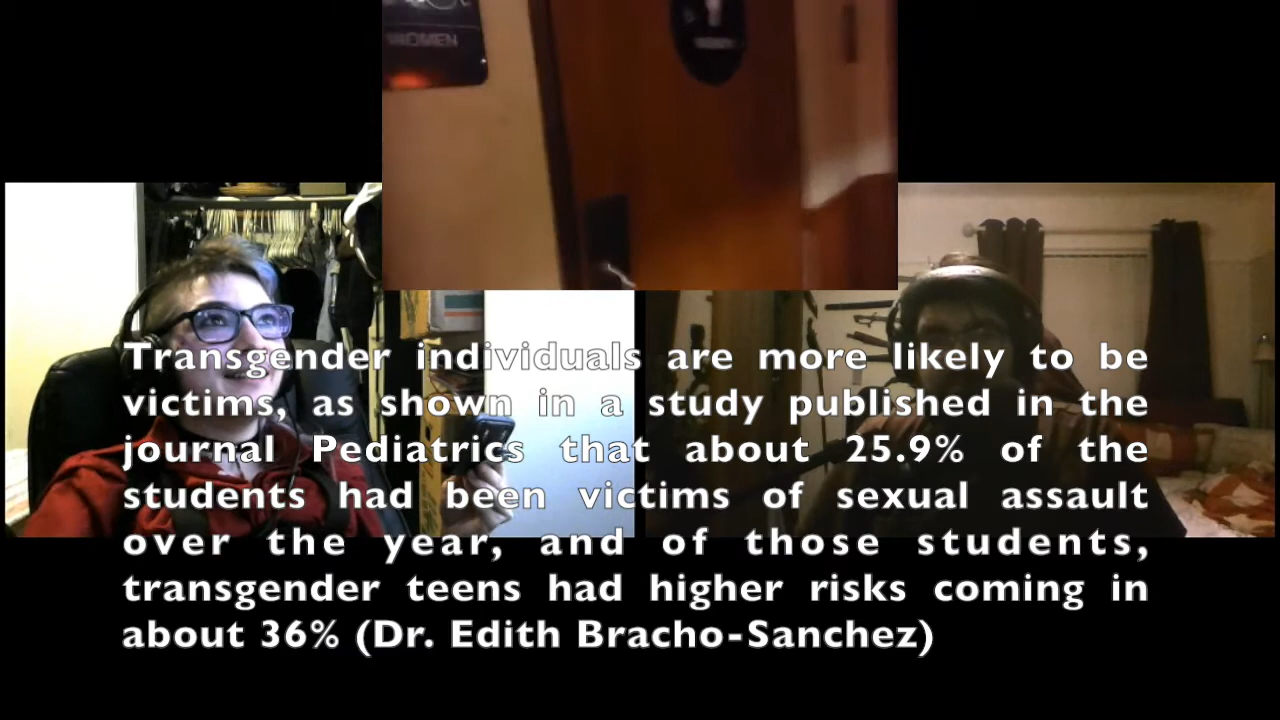 WOMEN
Transgender individuals are more likely to be
victims, as shown in a study published in the
journal Pediatrics that about 25.9% of the
students had been victims of sexual assault
over the year, and of those students,
transgender teens had higher risks coming in
about 36% (Dr. Edith Bracho-Sanchez)